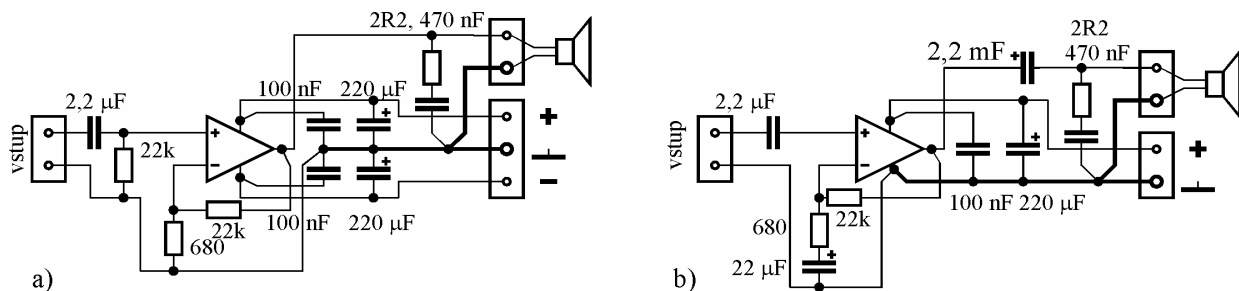 2R2, 470 nF
100 nF 220 μF
2,2 μF
+
vstup
22k
+
−
−
22k
100 nF 220 μF
680
a)
2R2
2,2 mF
470 nF
2,2 μF
+
vstup
+
−
22k
100 nF 220 μF
680
22 μF
b)